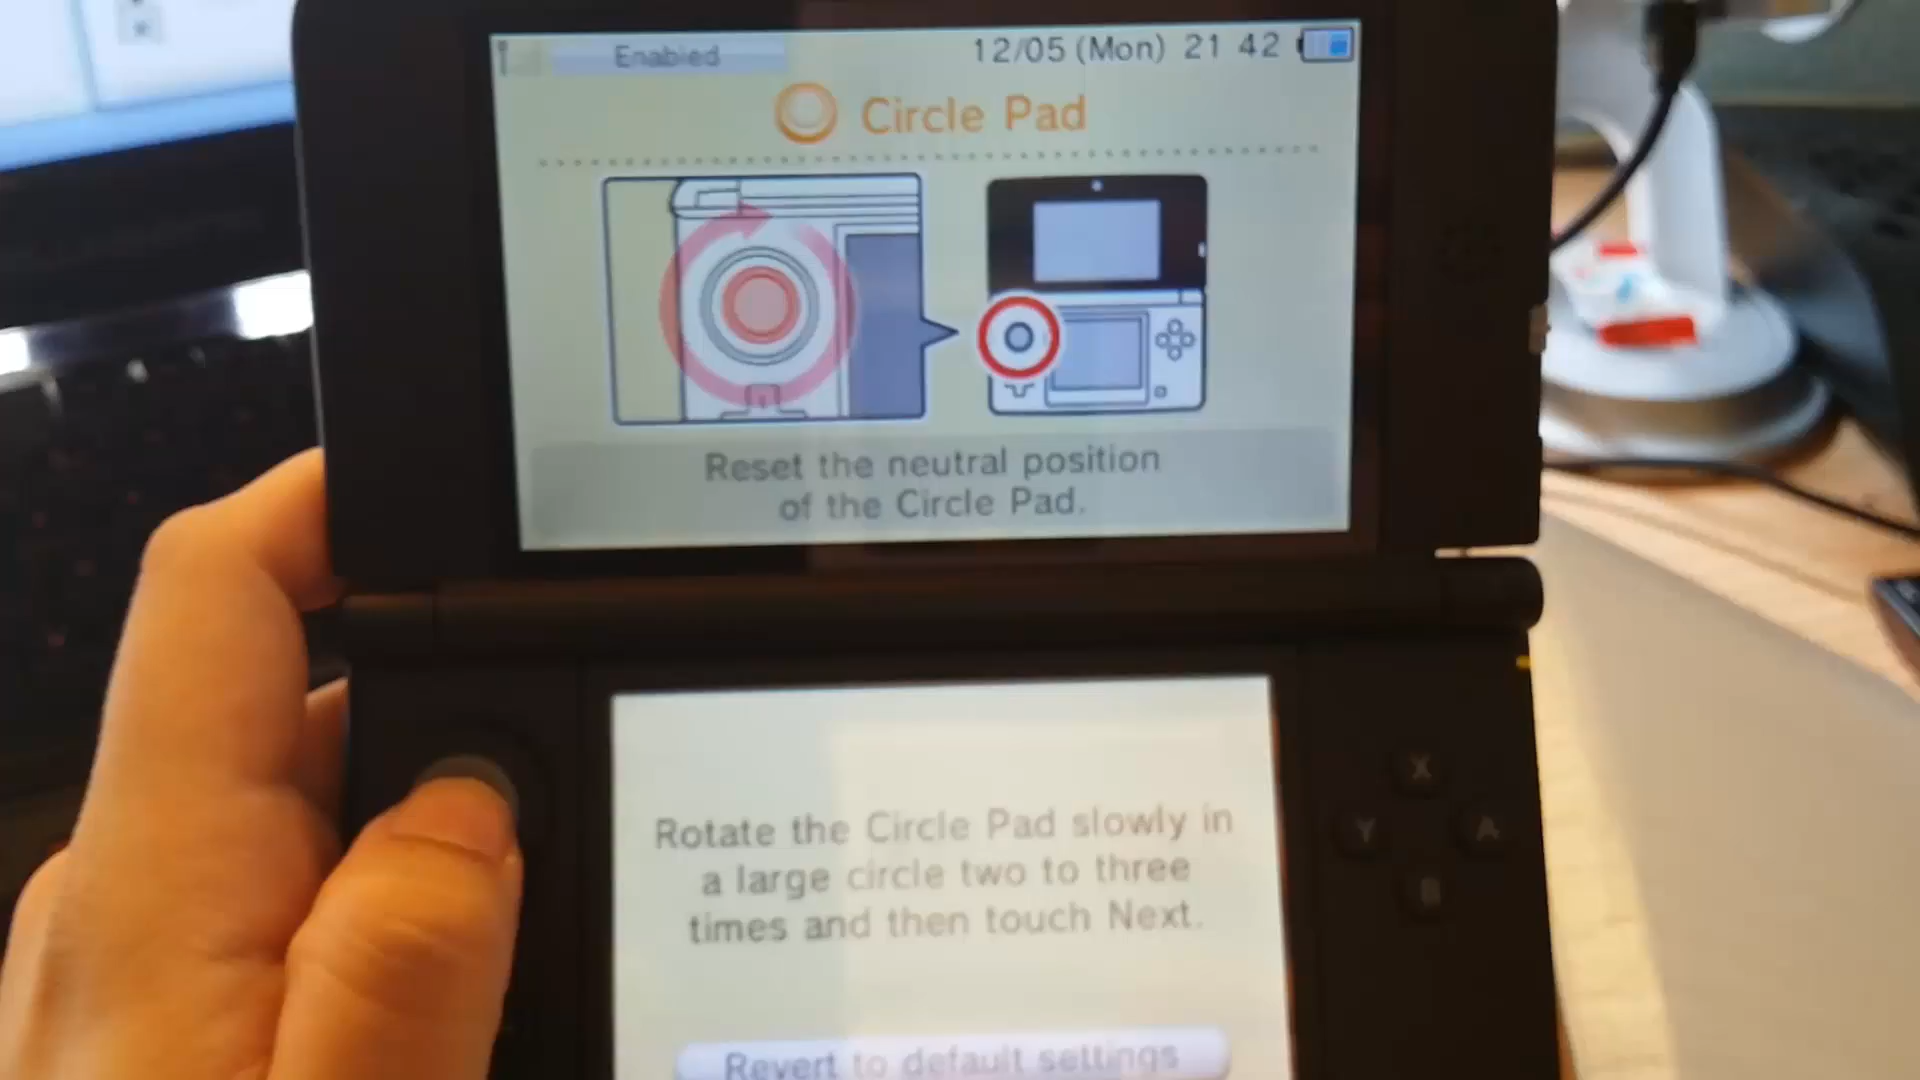 Enabled
12/05 (Mon) 21 42
Circle Pad
Reset the neutral position
of the Circle Pad.
Rotate the Circle Pad slowly in
a large circle two to three
times and then touch Next.
Revert to default settings
X
Y
A
B